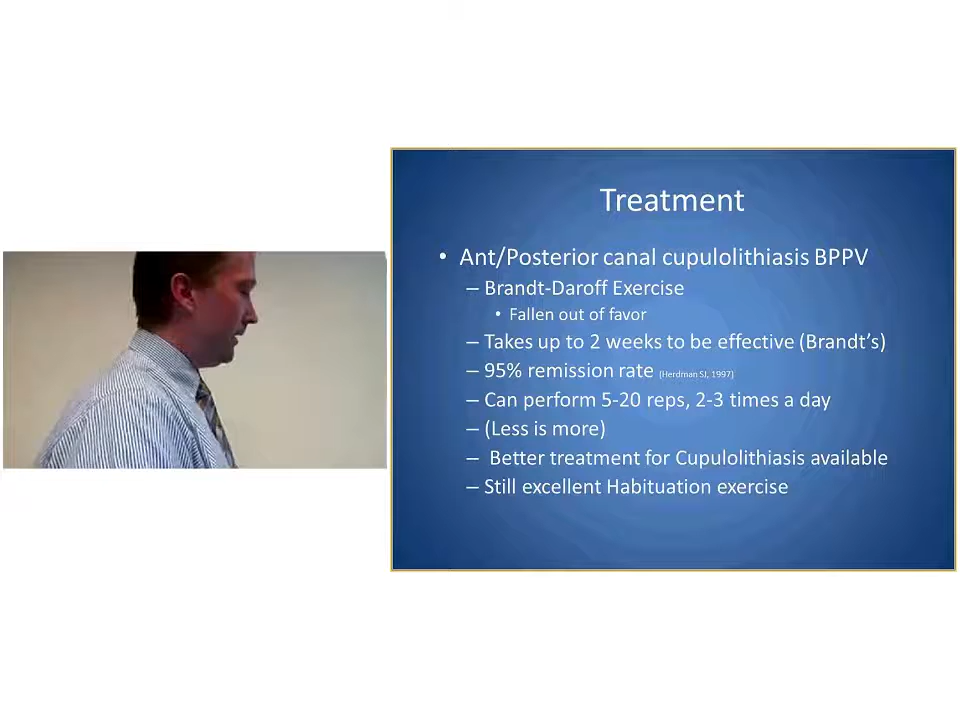 Treatment
• Ant/Posterior canal cupulolithiasis BPPV
– Brandt-Daroff Exercise
• Fallen out of favor
– Takes up to 2 weeks to be effective (Brandt's)
– 95% remission rate (Herdman SJ, 1997)
– Can perform 5-20 reps, 2-3 times a day
– (Less is more)
– Better treatment for Cupulolithiasis available
– Still excellent Habituation exercise